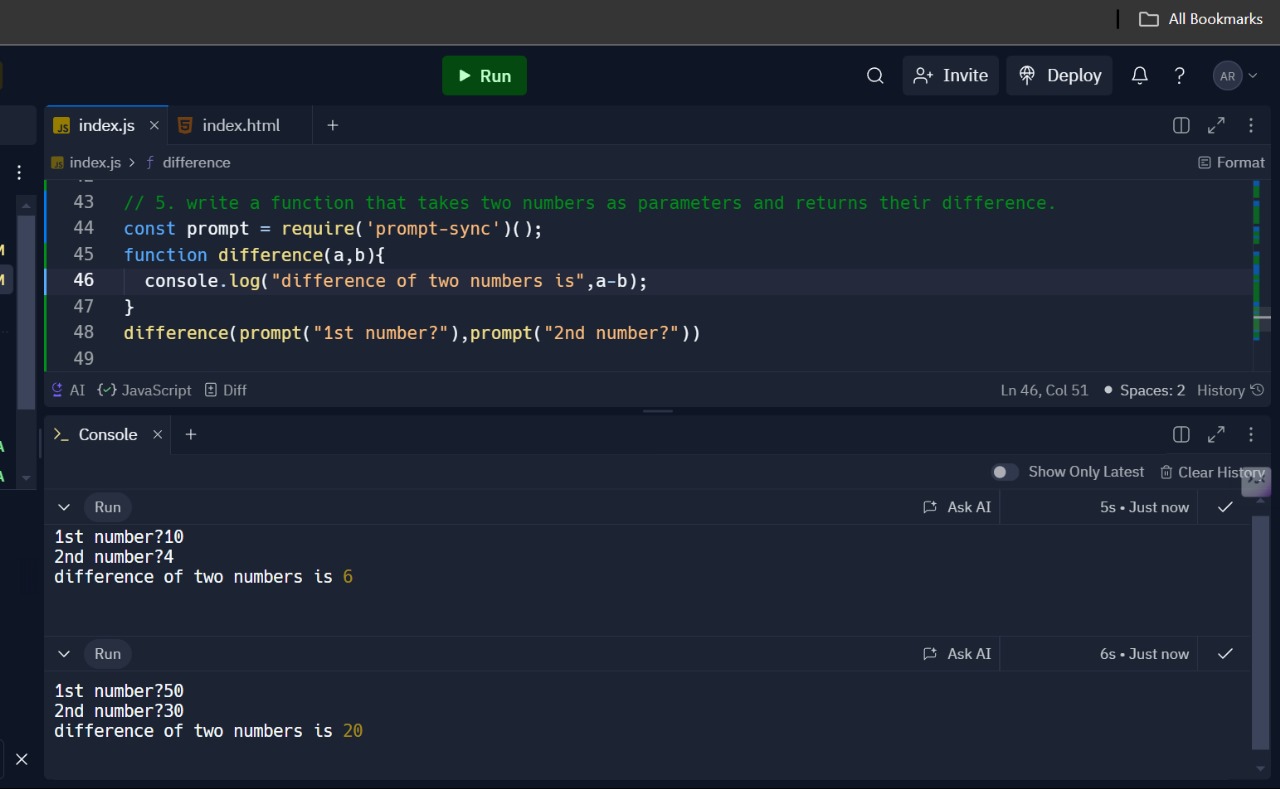 All Bookmarks
Run
Invite
Deploy
?
AR
JS index.js
index.html
JS index.js > f difference
Format
43 // 5. write a function that takes two numbers as parameters and returns their difference.
44 const prompt = require('prompt-sync')();
45 function difference(a,b){
46 console.log("difference of two numbers is",a-b);
47 }
48 difference(prompt("1st number?"),prompt("2nd number?"))
49
AI JavaScript Diff
Ln 46, Col 51 • Spaces: 2 History
Console
Show Only Latest
Clear History
Run
Ask AI
5s • Just now
1st number?10
2nd number?4
difference of two numbers is 6
Run
Ask AI
6s • Just now
1st number?50
2nd number?30
difference of two numbers is 20